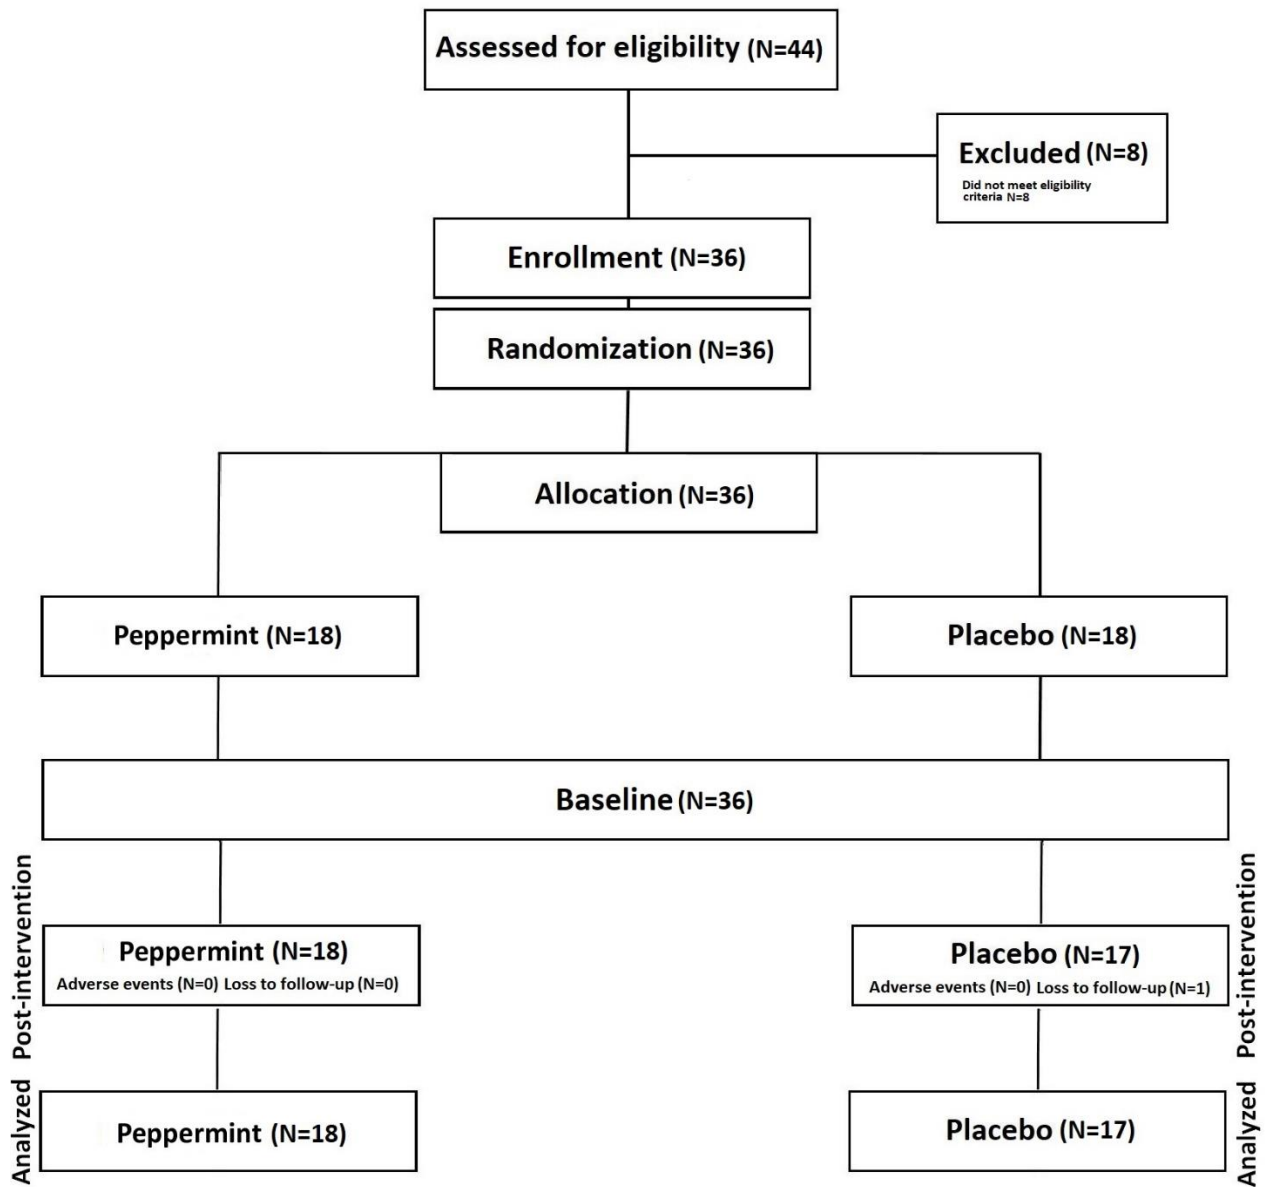 Assessed for eligibility (N=44)
Excluded (N=8)
Did not meet eligibility
criteria N=8
Enrollment (N=36)
Randomization (N=36)
Allocation (N=36)
Peppermint (N=18)
Placebo (N=18)
Baseline (N=36)
Post-intervention
Peppermint (N=18)
Adverse events (N=0) Loss to follow-up (N=0)
Placebo (N=17)
Adverse events (N=0) Loss to follow-up (N=1)
Post-intervention
Analyzed
Peppermint (N=18)
Placebo (N=17)
Analyzed